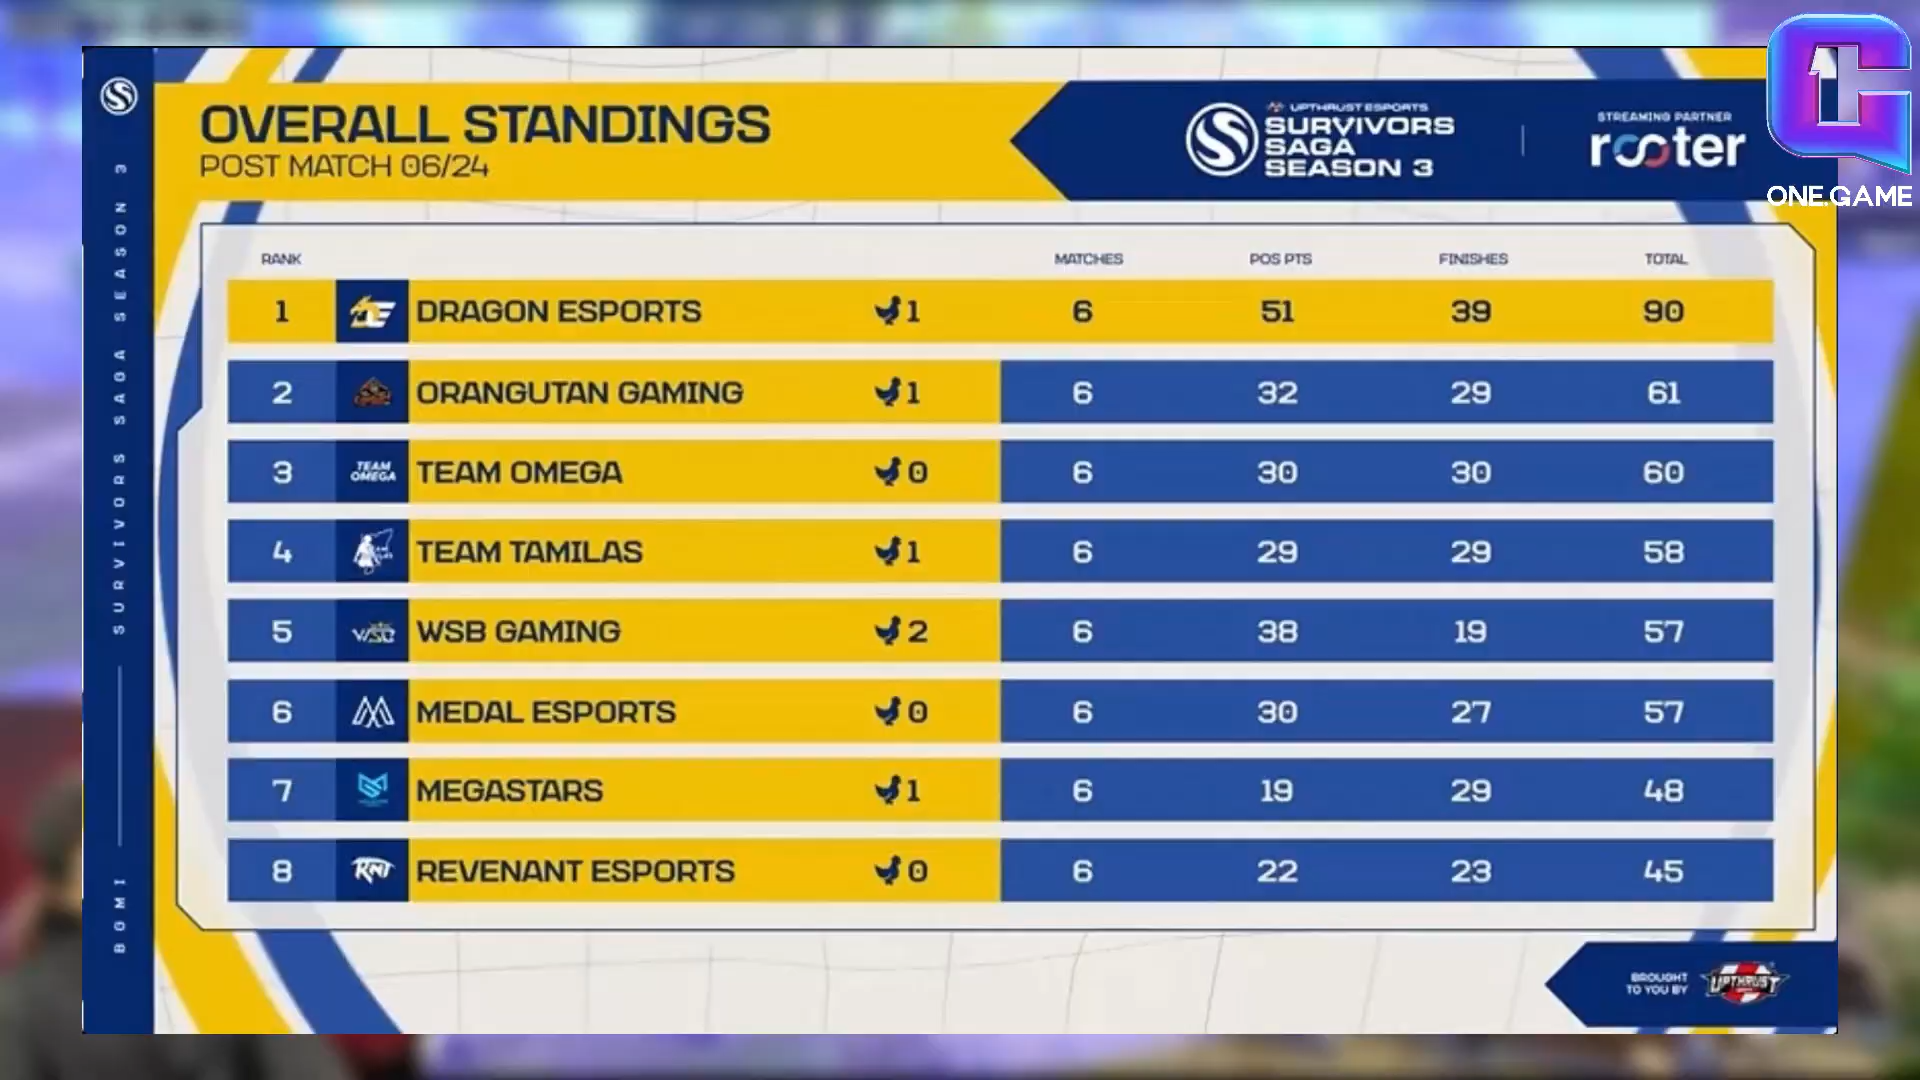 OVERALL STANDINGS
POST MATCH 06/24
UPTHRUST ESPORTS
SURVIVORS
SAGA
SEASON 3
STREAMING PARTNER
rooter
ONE.GAME
SURVIVORS SAGA SEASON 3
BGMI
RANK MATCHES POS PTS FINISHES TOTAL
1 DRAGON ESPORTS 1 6 51 39 90
2 ORANGUTAN GAMING 1 6 32 29 61
3 TEAM OMEGA TEAM OMEGA 0 6 30 30 60
4 TEAM TAMILAS 1 6 29 29 58
5 WSB WSB GAMING 2 6 38 19 57
6 MEDAL ESPORTS 0 6 30 27 57
7 MEGASTARS 1 6 19 29 48
8 RNT REVENANT ESPORTS 0 6 22 23 45
BROUGHT
TO YOU BY
UPTHRUST